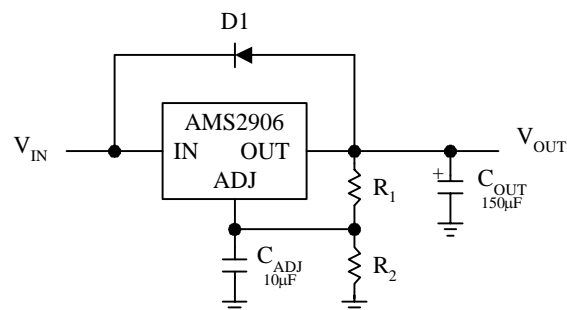 D1
AMS2906
V_IN
IN OUT
V_OUT
ADJ
R_1
+
C_OUT
150µF
C_ADJ
10µF
R_2